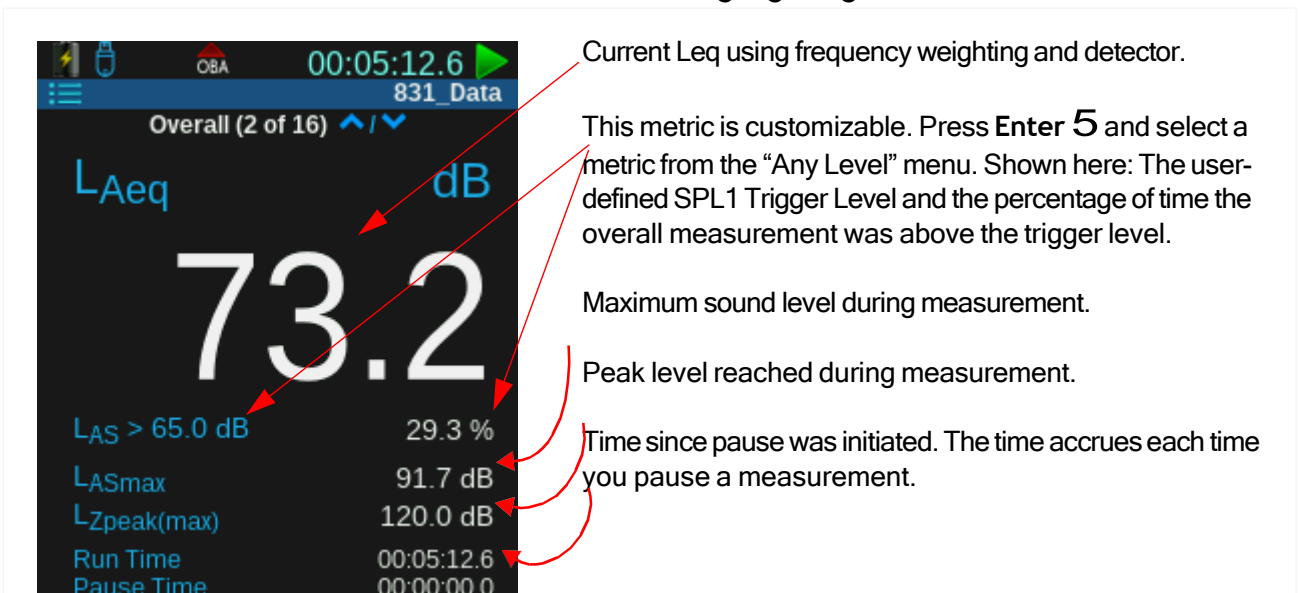 OBA 00:05:12.6
831_Data
Overall (2 of 16) /
LAeq dB
73.2
LAS > 65.0 dB 29.3 %
LASmax 91.7 dB
LZpeak(max) 120.0 dB
Run Time 00:05:12.6
Pause Time 00:00:00.0
Current Leq using frequency weighting and detector.
This metric is customizable. Press Enter 5 and select a
metric from the “Any Level” menu. Shown here: The user-
defined SPL1 Trigger Level and the percentage of time the
overall measurement was above the trigger level.
Maximum sound level during measurement.
Peak level reached during measurement.
Time since pause was initiated. The time accrues each time
you pause a measurement.